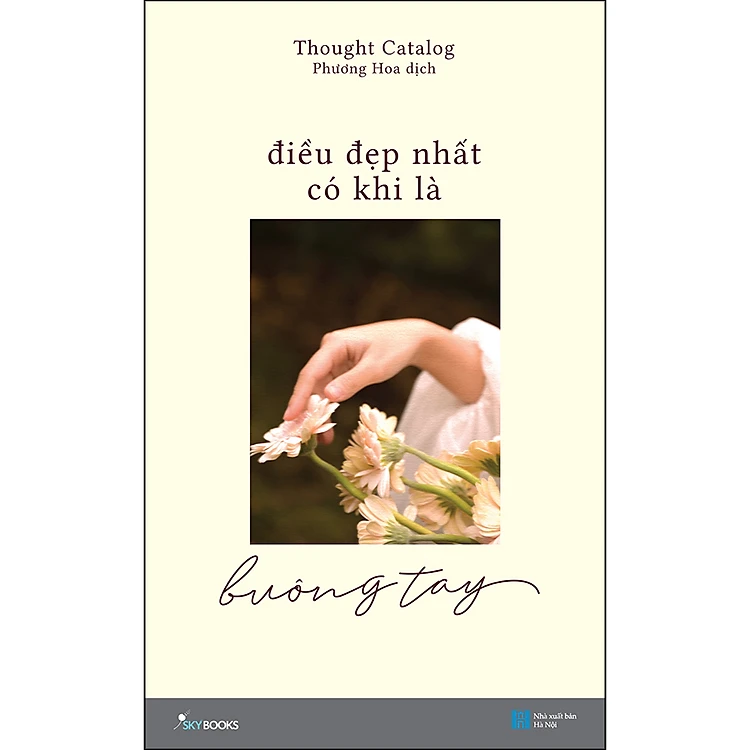 Thought Catalog
Phương Hoa dịch
điều đẹp nhất
có khi là
buông tay
SKYBOOKS
Nhà xuất bản
Hà Nội